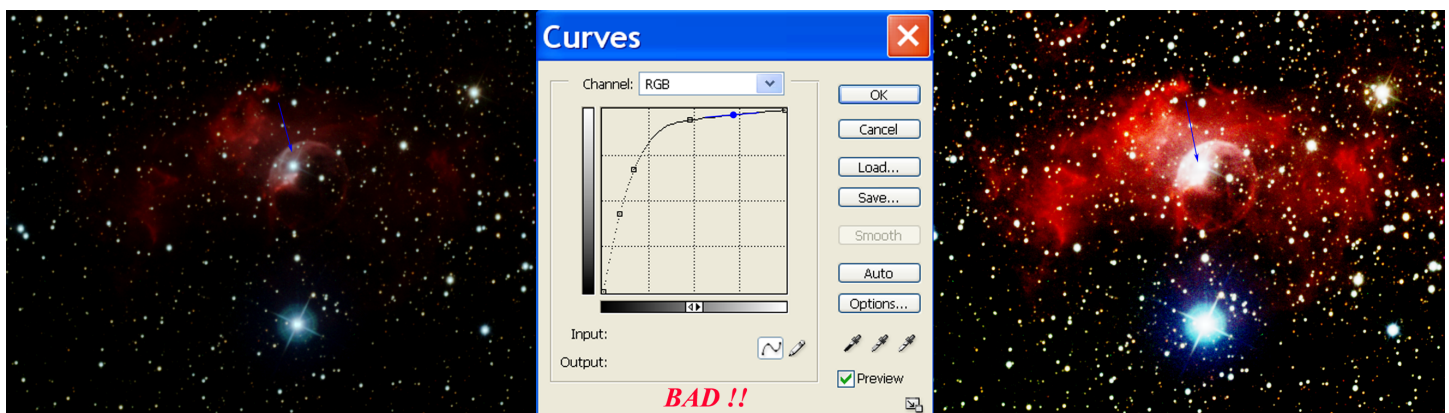 Curves
Channel: RGB
OK
Cancel
Load...
Save...
Smooth
Auto
Options...
Input:
Output:
Preview
BAD !!